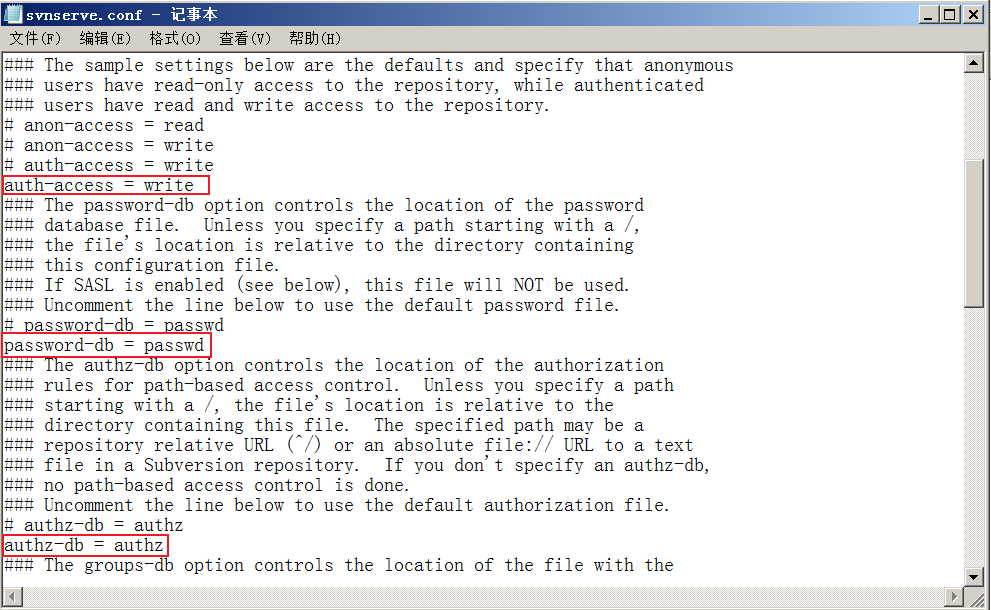 svnserve.conf - 记事本
文件(F) 编辑(E) 格式(O) 查看(V) 帮助(H)
### The sample settings below are the defaults and specify that anonymous
### users have read-only access to the repository, while authenticated
### users have read and write access to the repository.
# anon-access = read
# anon-access = write
# auth-access = write
auth-access = write
### The password-db option controls the location of the password
### database file.  Unless you specify a path starting with a /,
### the file's location is relative to the directory containing
### this configuration file.
### If SASL is enabled (see below), this file will NOT be used.
### Uncomment the line below to use the default password file.
# password-db = passwd
password-db = passwd
### The authz-db option controls the location of the authorization
### rules for path-based access control.  Unless you specify a path
### starting with a /, the file's location is relative to the
### directory containing this file.  The specified path may be a
### repository relative URL (^/) or an absolute file:// URL to a text
### file in a Subversion repository.  If you don't specify an authz-db,
### no path-based access control is done.
### Uncomment the line below to use the default authorization file.
# authz-db = authz
authz-db = authz
### The groups-db option controls the location of the file with the